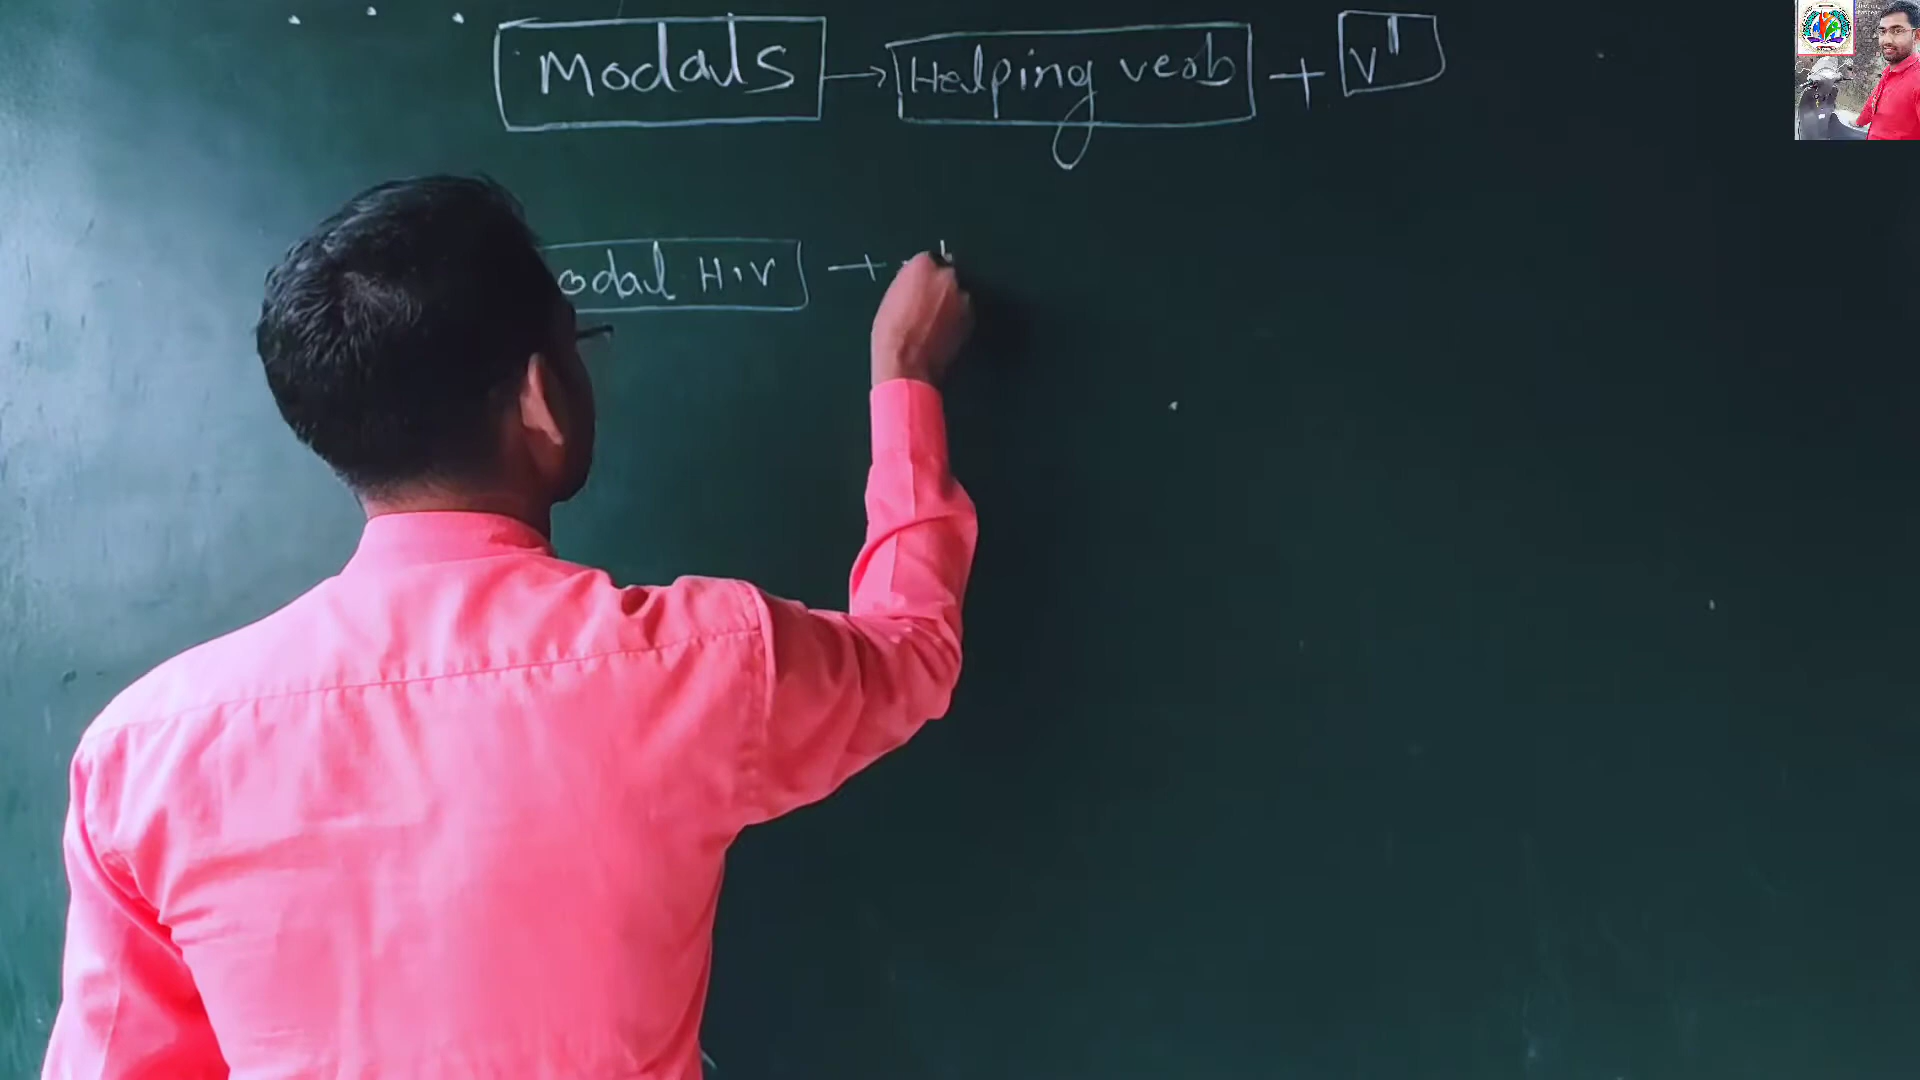 Modals → Helping verb + V¹
odal H.V +